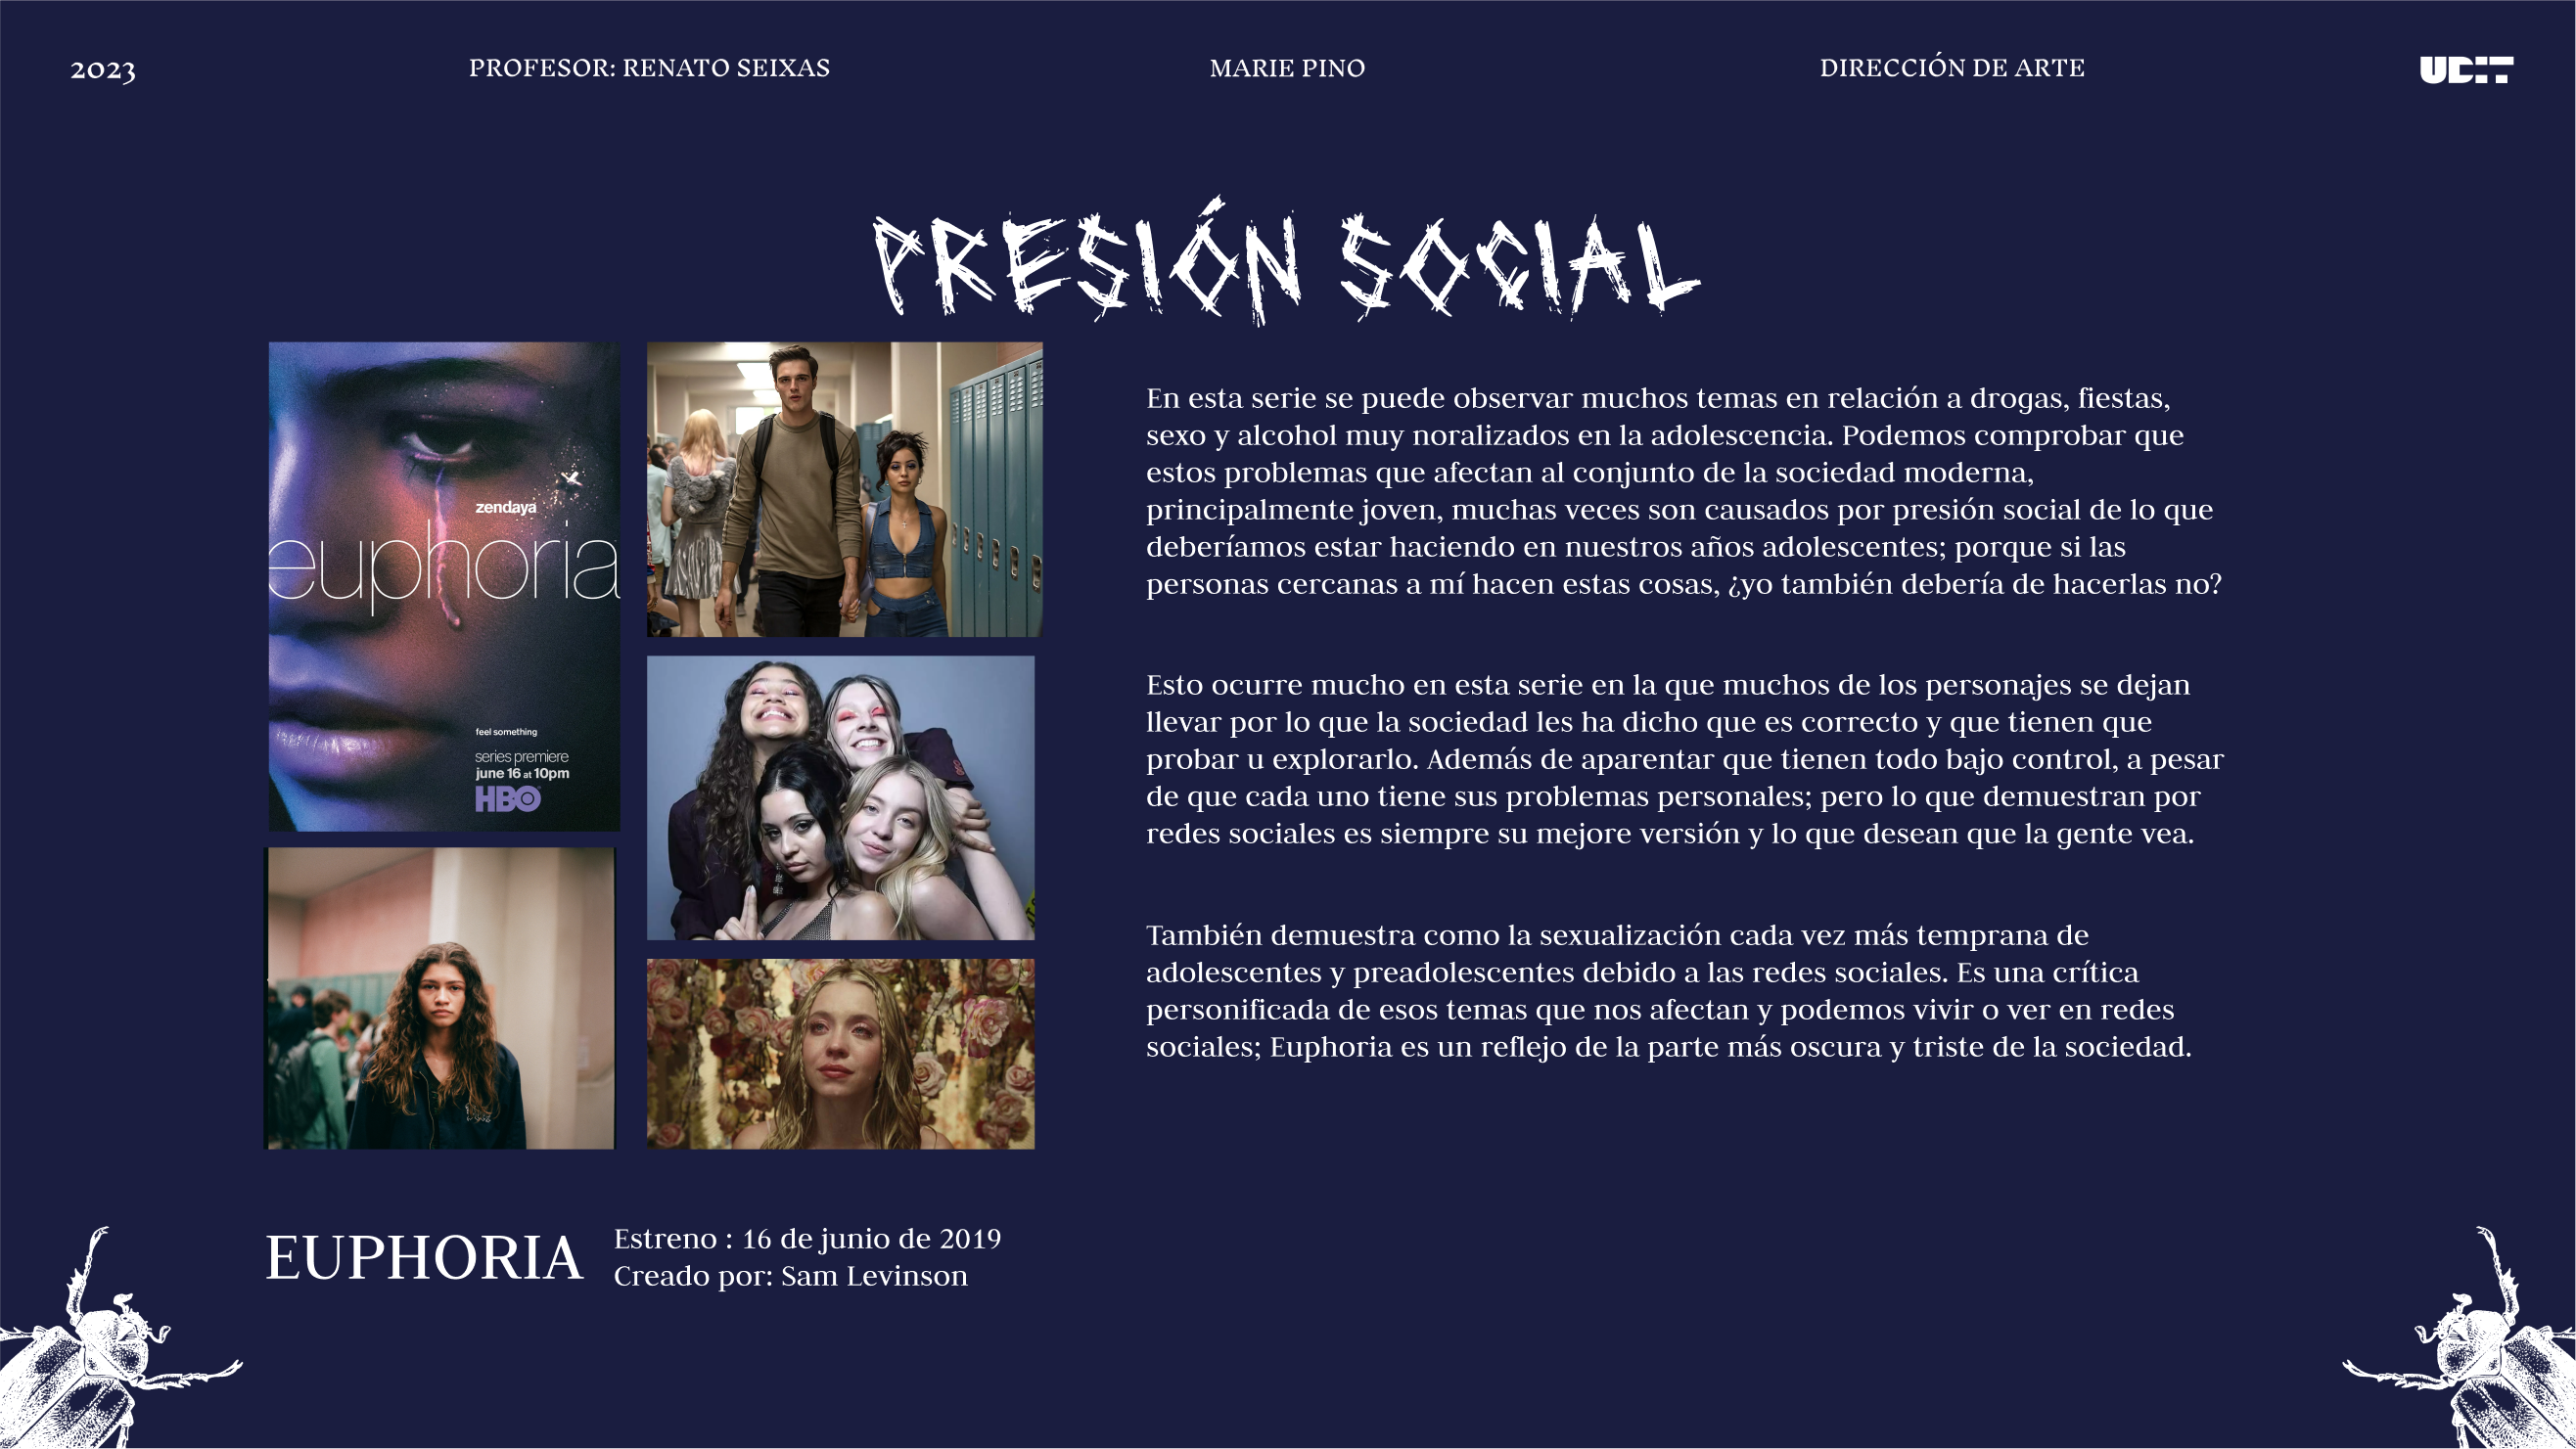 2023
PROFESOR: RENATO SEIXAS
MARIE PINO
DIRECCIÓN DE ARTE
UDIT
PRESIÓN SOCIAL
zendaya
euphoria
feel something
series premiere
june 16 at 10pm
HBO
En esta serie se puede observar muchos temas en relación a drogas, fiestas,
sexo y alcohol muy noralizados en la adolescencia. Podemos comprobar que
estos problemas que afectan al conjunto de la sociedad moderna,
principalmente joven, muchas veces son causados por presión social de lo que
deberíamos estar haciendo en nuestros años adolescentes; porque si las
personas cercanas a mí hacen estas cosas, ¿yo también debería de hacerlas no?
Esto ocurre mucho en esta serie en la que muchos de los personajes se dejan
llevar por lo que la sociedad les ha dicho que es correcto y que tienen que
probar u explorarlo. Además de aparentar que tienen todo bajo control, a pesar
de que cada uno tiene sus problemas personales; pero lo que demuestran por
redes sociales es siempre su mejore versión y lo que desean que la gente vea.
También demuestra como la sexualización cada vez más temprana de
adolescentes y preadolescentes debido a las redes sociales. Es una crítica
personificada de esos temas que nos afectan y podemos vivir o ver en redes
sociales; Euphoria es un reflejo de la parte más oscura y triste de la sociedad.
EUPHORIA
Estreno : 16 de junio de 2019
Creado por: Sam Levinson